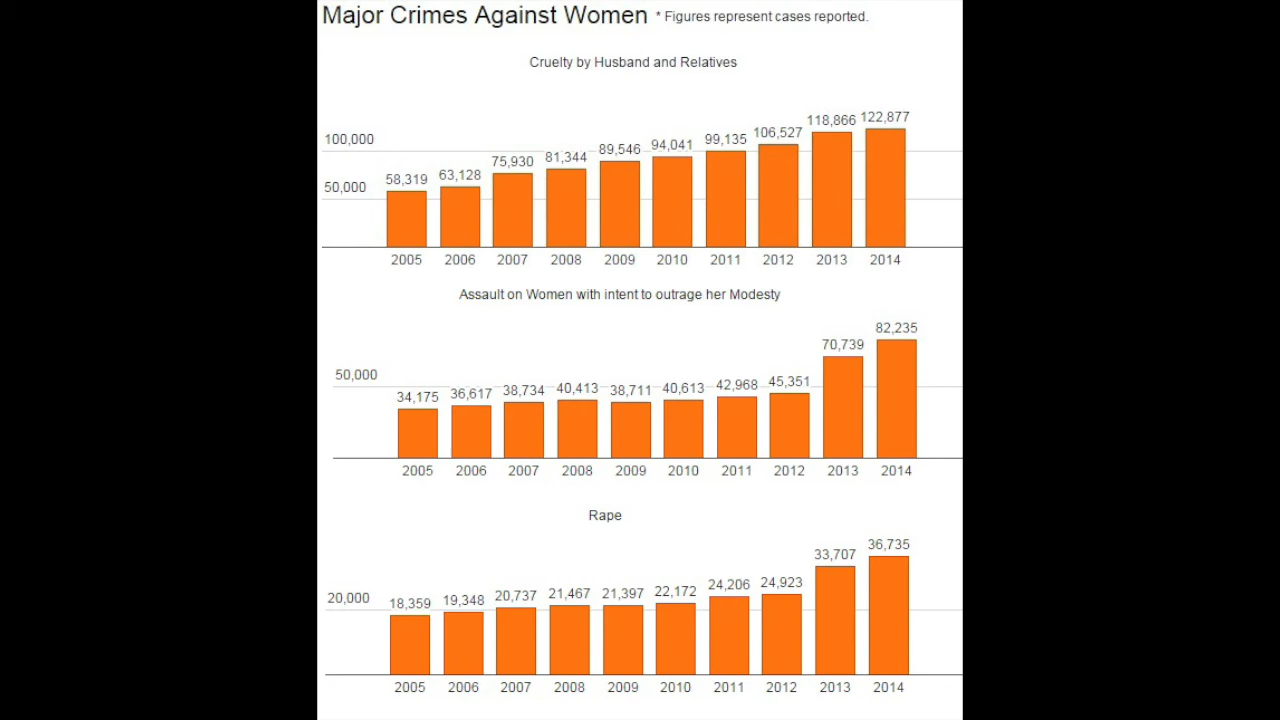 Major Crimes Against Women * Figures represent cases reported.
Cruelty by Husband and Relatives
118,866 122,877
100,000 99,135 106,527
75,930 81,344 89,546 94,041
50,000 58,319 63,128
2005 2006 2007 2008 2009 2010 2011 2012 2013 2014
Assault on Women with intent to outrage her Modesty
82,235
70,739
50,000
34,175 36,617 38,734 40,413 38,711 40,613 42,968 45,351
2005 2006 2007 2008 2009 2010 2011 2012 2013 2014
Rape
33,707 36,735
20,000 18,359 19,348 20,737 21,467 21,397 22,172 24,206 24,923
2005 2006 2007 2008 2009 2010 2011 2012 2013 2014